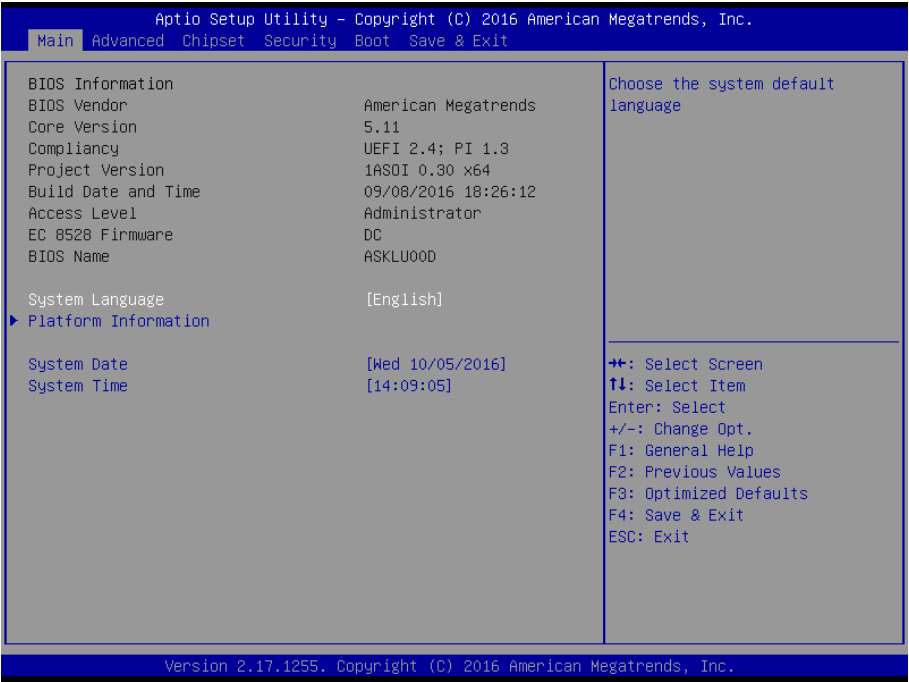 Aptio Setup Utility – Copyright (C) 2016 American Megatrends, Inc.
Main Advanced Chipset Security Boot Save & Exit
BIOS Information
BIOS Vendor American Megatrends
Core Version 5.11
Compliancy UEFI 2.4; PI 1.3
Project Version 1ASOI 0.30 x64
Build Date and Time 09/08/2016 18:26:12
Access Level Administrator
EC 8528 Firmware DC
BIOS Name ASKLU00D
System Language [English]
Platform Information
System Date [Wed 10/05/2016]
System Time [14:09:05]
Choose the system default
language
→←: Select Screen
↑↓: Select Item
Enter: Select
+/-: Change Opt.
F1: General Help
F2: Previous Values
F3: Optimized Defaults
F4: Save & Exit
ESC: Exit
Version 2.17.1255. Copyright (C) 2016 American Megatrends, Inc.